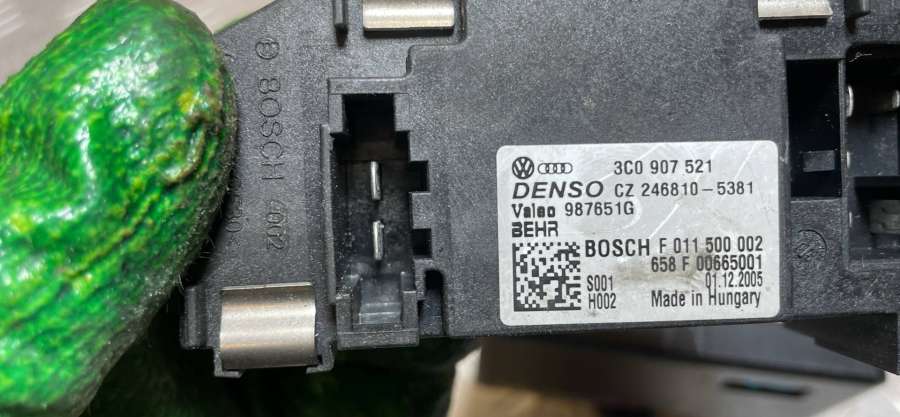 BOSCH
3C0 907 521
DENSO CZ 246810-5381
Valeo 987651G
BEHR
BOSCH F 011 500 002
658 F 00665001
S001 01.12.2005
H002 Made in Hungary